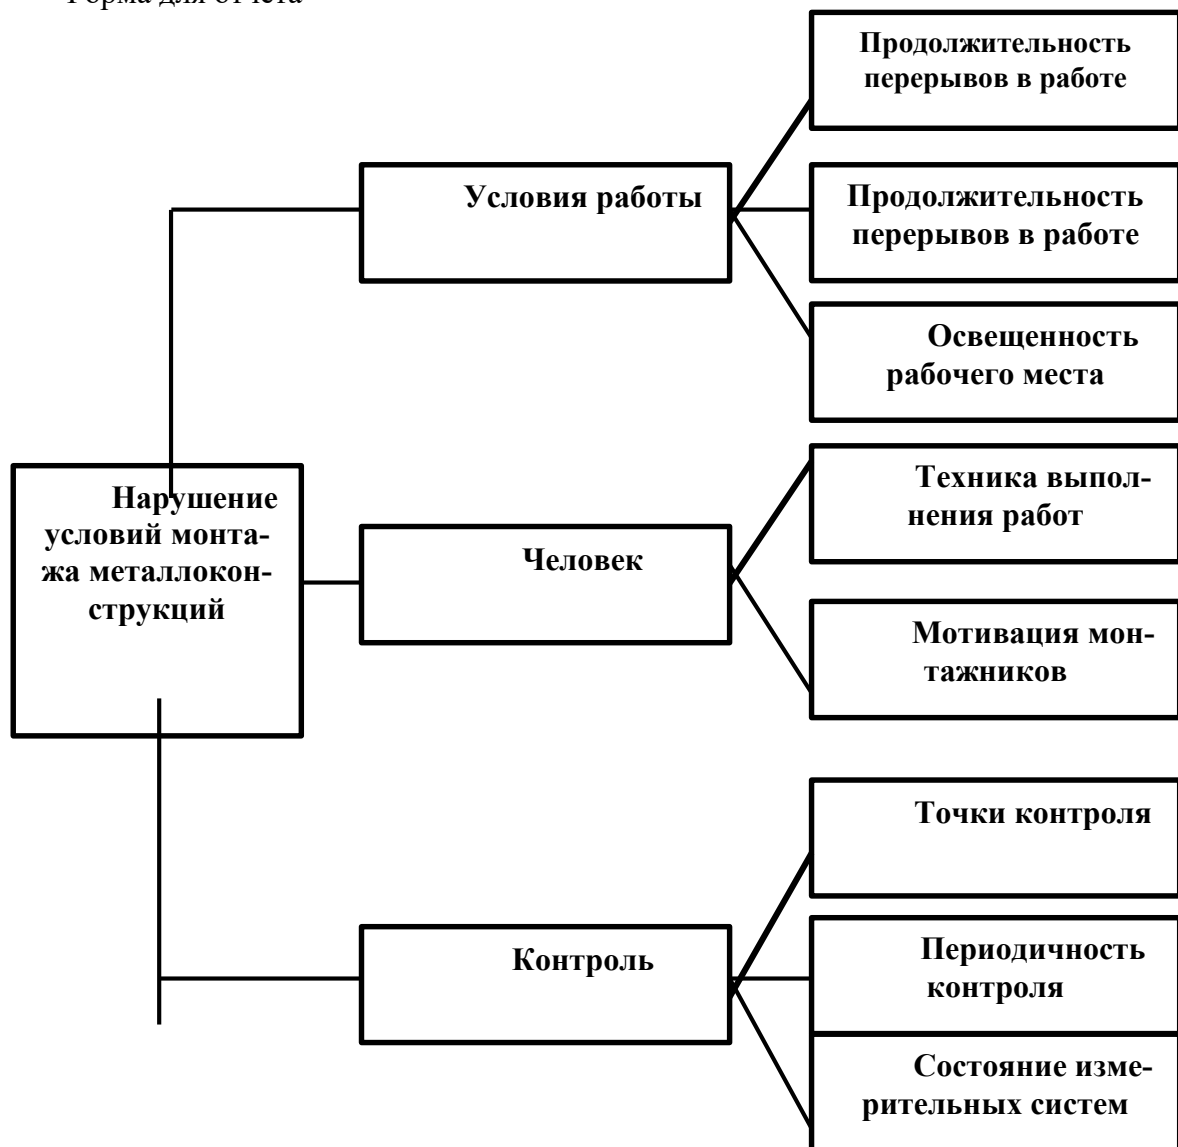 Форма для отчета
Продолжительность
перерывов в работе
Условия работы
Продолжительность
перерывов в работе
Освещенность
рабочего места
Нарушение
условий монта-
жа металлокон-
струкций
Человек
Техника выпол-
нения работ
Мотивация мон-
тажников
Точки контроля
Контроль
Периодичность
контроля
Состояние изме-
рительных систем